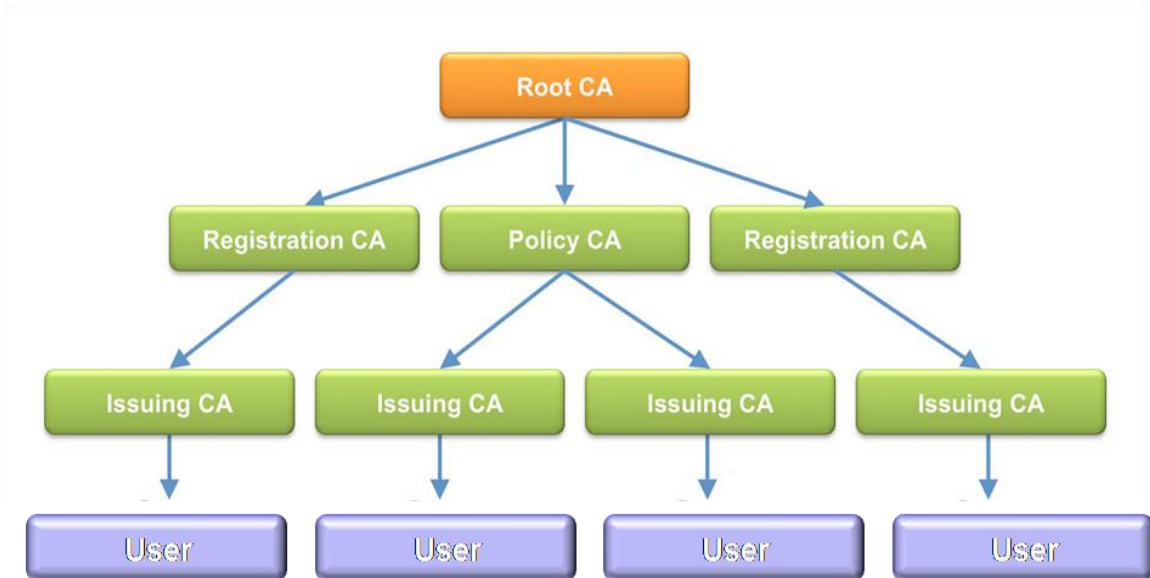 Root CA
Registration CA
Policy CA
Registration CA
Issuing CA
Issuing CA
Issuing CA
Issuing CA
User
User
User
User